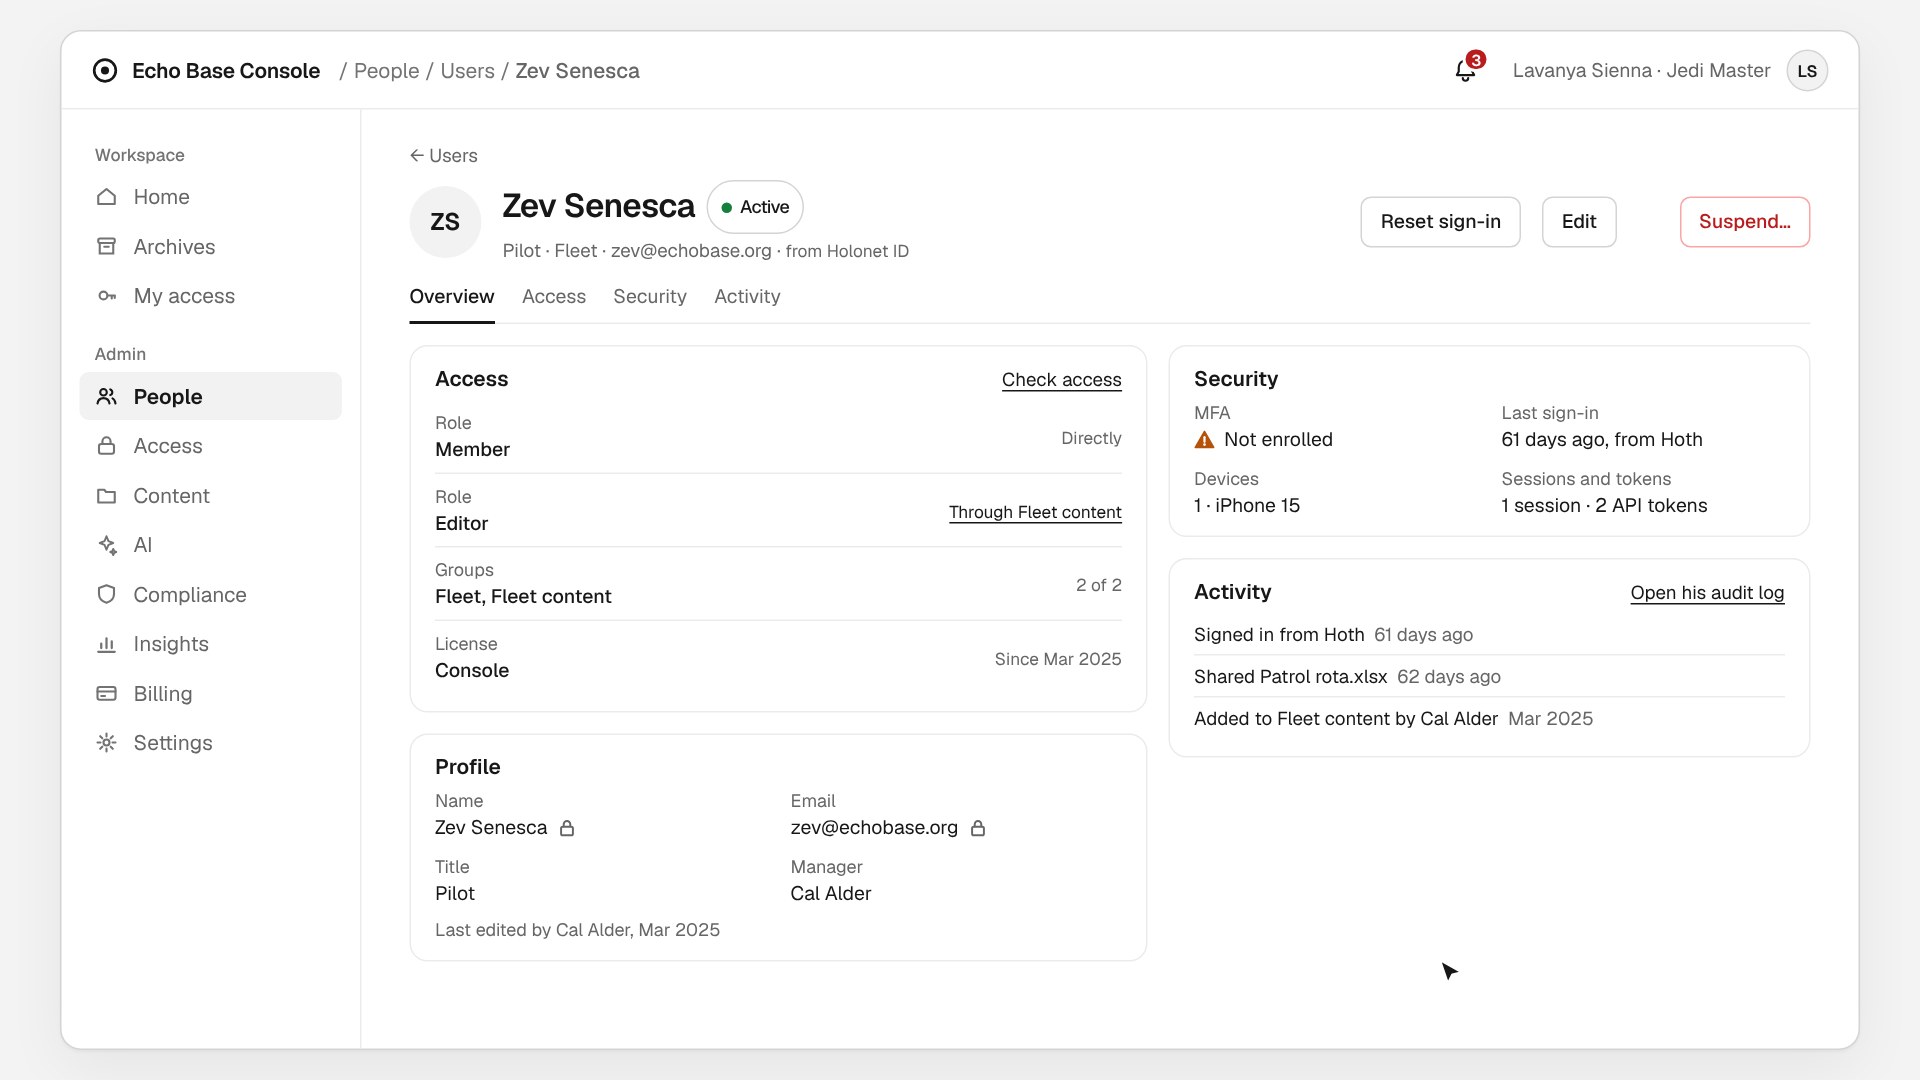 Echo Base Console / People / Users / Zev Senesca
3
Lavanya Sienna · Jedi Master
LS
Workspace
Home
Archives
My access
Admin
People
Access
Content
AI
Compliance
Insights
Billing
Settings
← Users
ZS
Zev Senesca
Active
Pilot · Fleet · zev@echobase.org · from Holonet ID
Reset sign-in
Edit
Suspend…
Overview
Access
Security
Activity
Access
Check access
Role
Member
Directly
Role
Editor
Through Fleet content
Groups
Fleet, Fleet content
2 of 2
License
Console
Since Mar 2025
Profile
Name
Zev Senesca
Email
zev@echobase.org
Title
Pilot
Manager
Cal Alder
Last edited by Cal Alder, Mar 2025
Security
MFA
Not enrolled
Last sign-in
61 days ago, from Hoth
Devices
1 · iPhone 15
Sessions and tokens
1 session · 2 API tokens
Activity
Open his audit log
Signed in from Hoth 61 days ago
Shared Patrol rota.xlsx 62 days ago
Added to Fleet content by Cal Alder Mar 2025